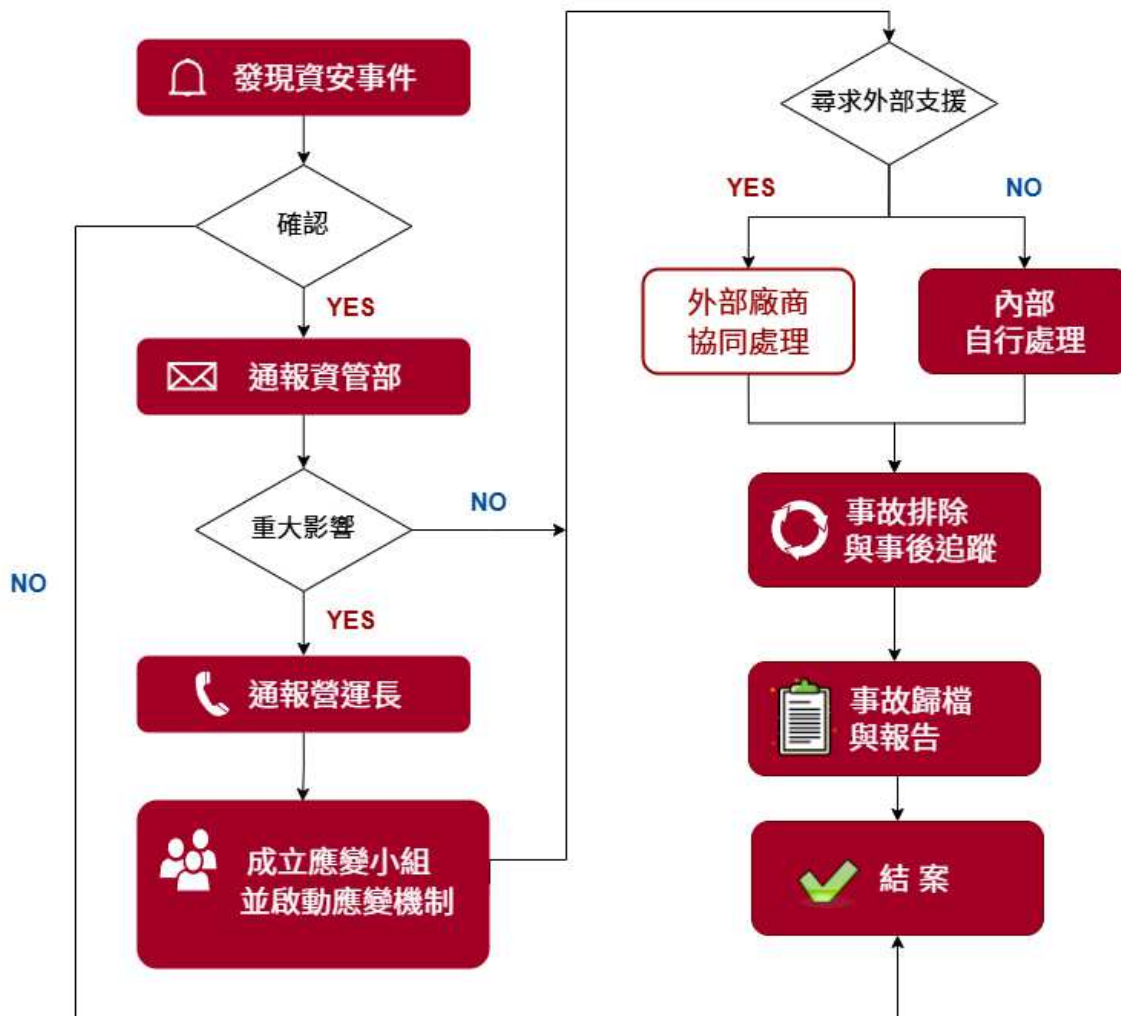 發現資安事件
確認
YES
通報資管部
重大影響
NO
NO
YES
通報營運長
成立應變小組
並啟動應變機制
尋求外部支援
YES
NO
外部廠商
協同處理
內部
自行處理
事故排除
與事後追蹤
事故歸檔
與報告
結案